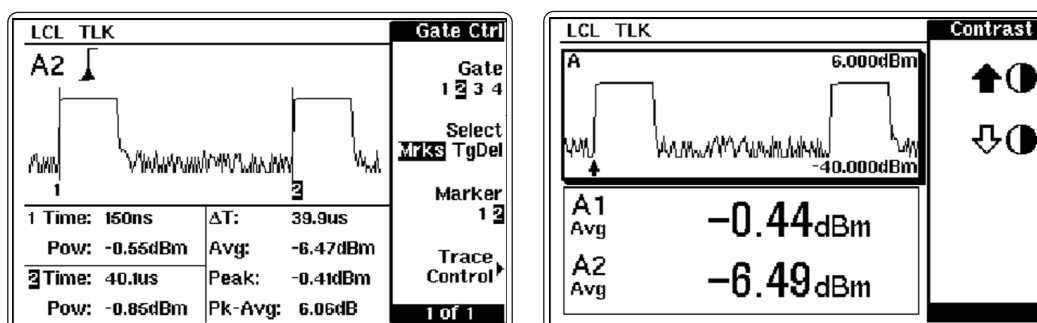 LCL TLK
Gate Ctrl
A2
Gate
1 2 3 4
Select
Mrks TgDel
1
2
Marker
1 2
1 Time: 150ns ΔT: 39.9us
Pow: -0.55dBm Avg: -6.47dBm
2 Time: 40.1us Peak: -0.41dBm
Pow: -0.85dBm Pk-Avg: 6.06dB
Trace
Control
1 of 1
LCL TLK
Contrast
A
6.000dBm
-40.000dBm
A1
Avg
-0.44dBm
A2
Avg
-6.49dBm